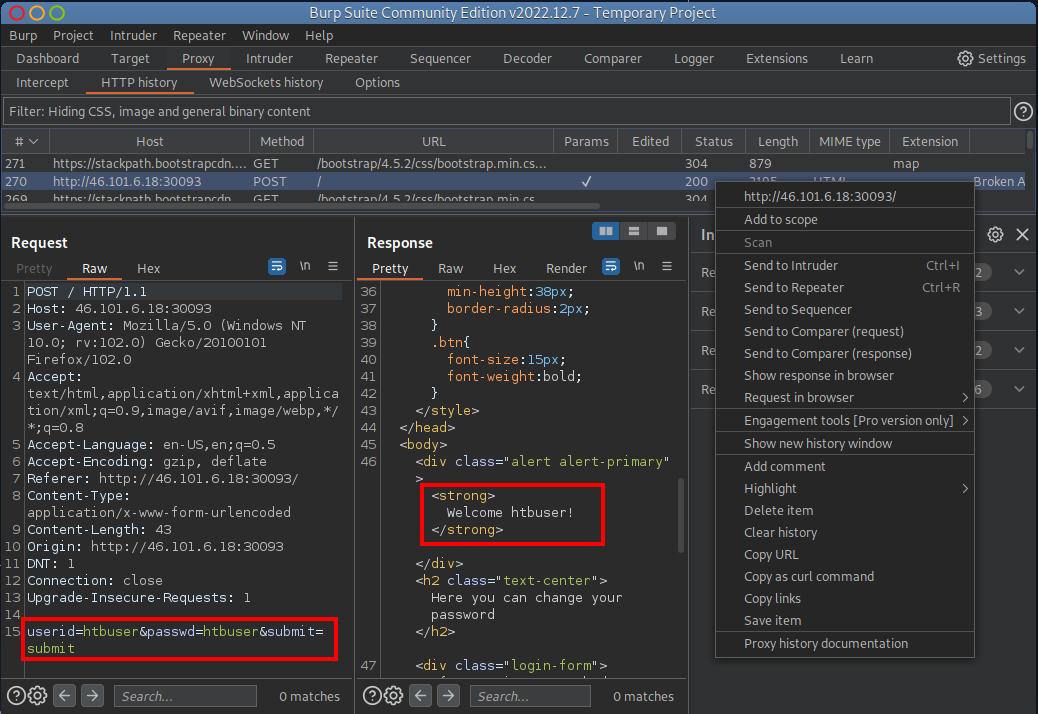 Burp Suite Community Edition v2022.12.7 - Temporary Project
Burp Project Intruder Repeater Window Help
Dashboard Target Proxy Intruder Repeater Sequencer Decoder Comparer Logger Extensions Learn Settings
Intercept HTTP history WebSockets history Options
Filter: Hiding CSS, image and general binary content
# Host Method URL Params Edited Status Length MIME type Extension
271 https://stackpath.bootstrapcdn.... GET /bootstrap/4.5.2/css/bootstrap.min.cs... 304 879 map
270 http://46.101.6.18:30093 POST / ✓ 200 2195 HTML Broken A
269 https://stackpath.bootstrapcdn. GET /bootstrap/4.5.2/css/bootstrap.min.cs 304
Request
Pretty Raw Hex \n
1 POST / HTTP/1.1
2 Host: 46.101.6.18:30093
3 User-Agent: Mozilla/5.0 (Windows NT
10.0; rv:102.0) Gecko/20100101
Firefox/102.0
4 Accept:
text/html,application/xhtml+xml,applica
tion/xml;q=0.9,image/avif,image/webp,*/
*;q=0.8
5 Accept-Language: en-US,en;q=0.5
6 Accept-Encoding: gzip, deflate
7 Referer: http://46.101.6.18:30093/
8 Content-Type:
application/x-www-form-urlencoded
9 Content-Length: 43
10 Origin: http://46.101.6.18:30093
11 DNT: 1
12 Connection: close
13 Upgrade-Insecure-Requests: 1
14
15 userid=htbuser&passwd=htbuser&submit=
submit
Search... 0 matches
Response
Pretty Raw Hex Render \n
36 min-height:38px;
37 border-radius:2px;
38 }
39 .btn{
40 font-size:15px;
41 font-weight:bold;
42 }
43 </style>
44 </head>
45 <body>
46 <div class="alert alert-primary"
>
<strong>
Welcome htbuser!
</strong>
</div>
<h2 class="text-center">
Here you can change your
password
</h2>
47 <div class="login-form">
Search... 0 matches
In
Re 2
Re 3
Re 2
Re 6
http://46.101.6.18:30093/
Add to scope
Scan
Send to Intruder Ctrl+I
Send to Repeater Ctrl+R
Send to Sequencer
Send to Comparer (request)
Send to Comparer (response)
Show response in browser
Request in browser
Engagement tools [Pro version only]
Show new history window
Add comment
Highlight
Delete item
Clear history
Copy URL
Copy as curl command
Copy links
Save item
Proxy history documentation